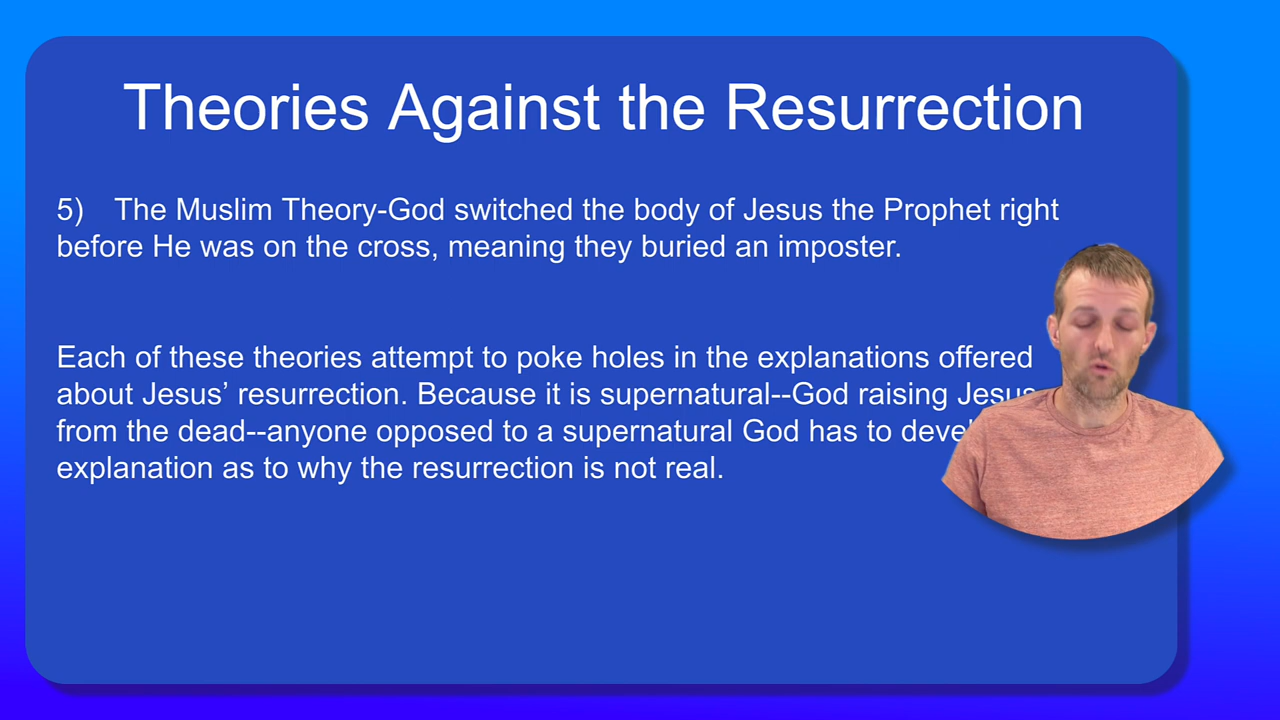 Theories Against the Resurrection
5) The Muslim Theory-God switched the body of Jesus the Prophet right
before He was on the cross, meaning they buried an imposter.
Each of these theories attempt to poke holes in the explanations offered
about Jesus’ resurrection. Because it is supernatural--God raising Jesus
from the dead--anyone opposed to a supernatural God has to
explanation as to why the resurrection is not real.